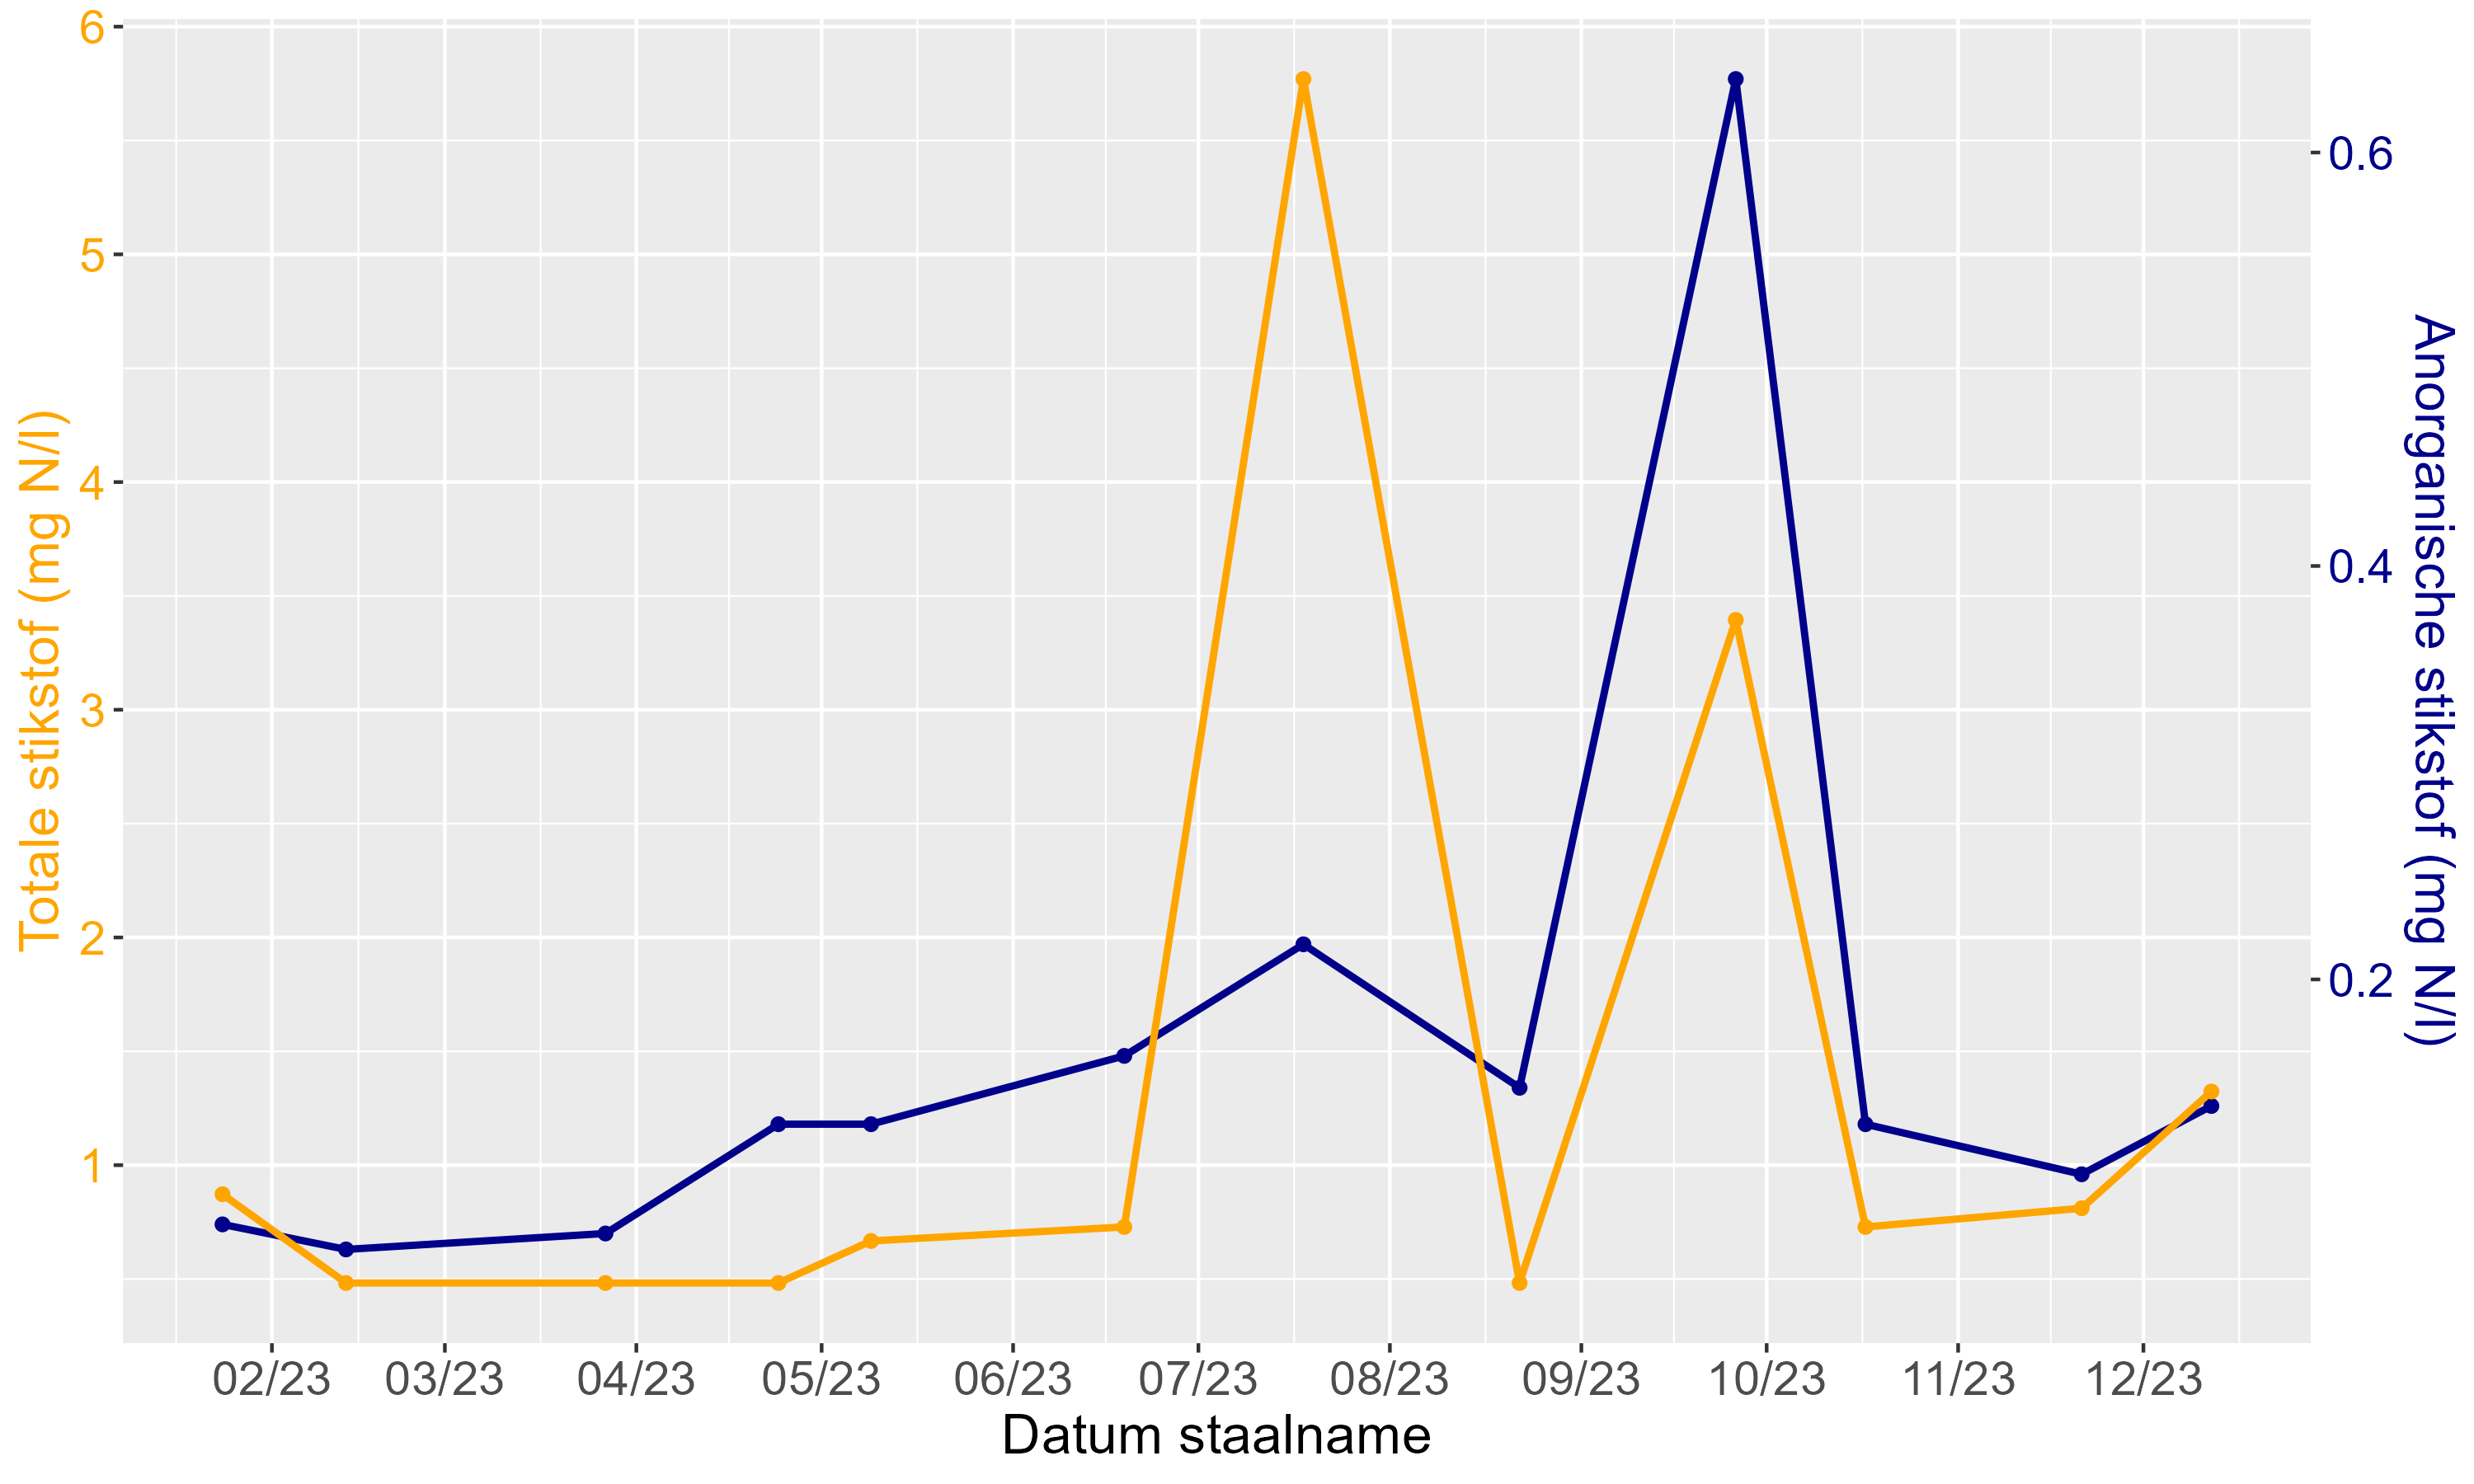 Totale stikstof (mg N/l)
6
5
4
3
2
1
0.6
0.4
0.2
Anorganische stikstof (mg N/l)
02/23 03/23 04/23 05/23 06/23 07/23 08/23 09/23 10/23 11/23 12/23
Datum staalname